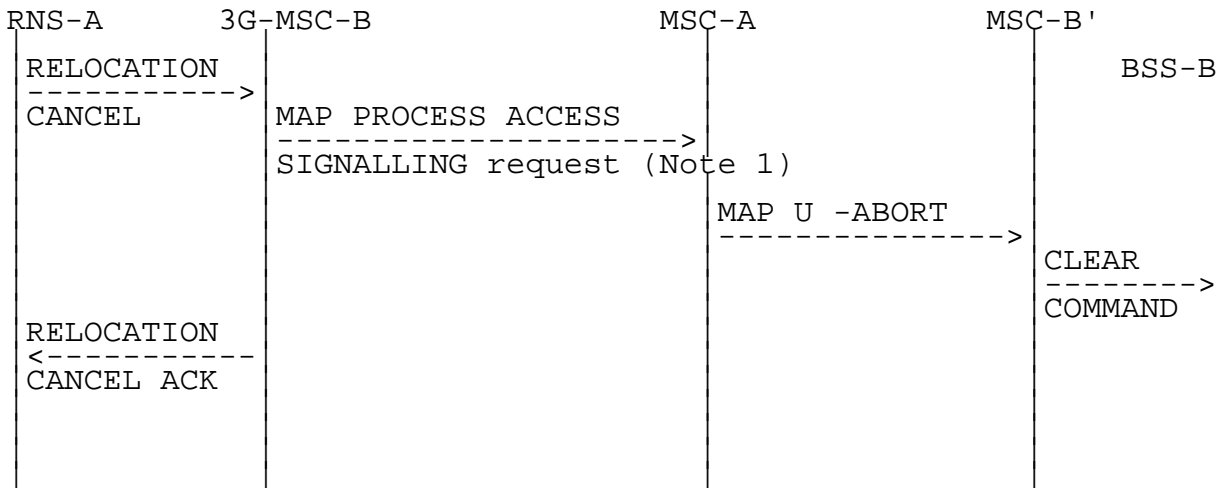 RNS-A 3G-MSC-B MSC-A MSC-B'
RELOCATION BSS-B
CANCEL MAP PROCESS ACCESS
SIGNALLING request (Note 1)
MAP U -ABORT
CLEAR
COMMAND
RELOCATION
CANCEL ACK